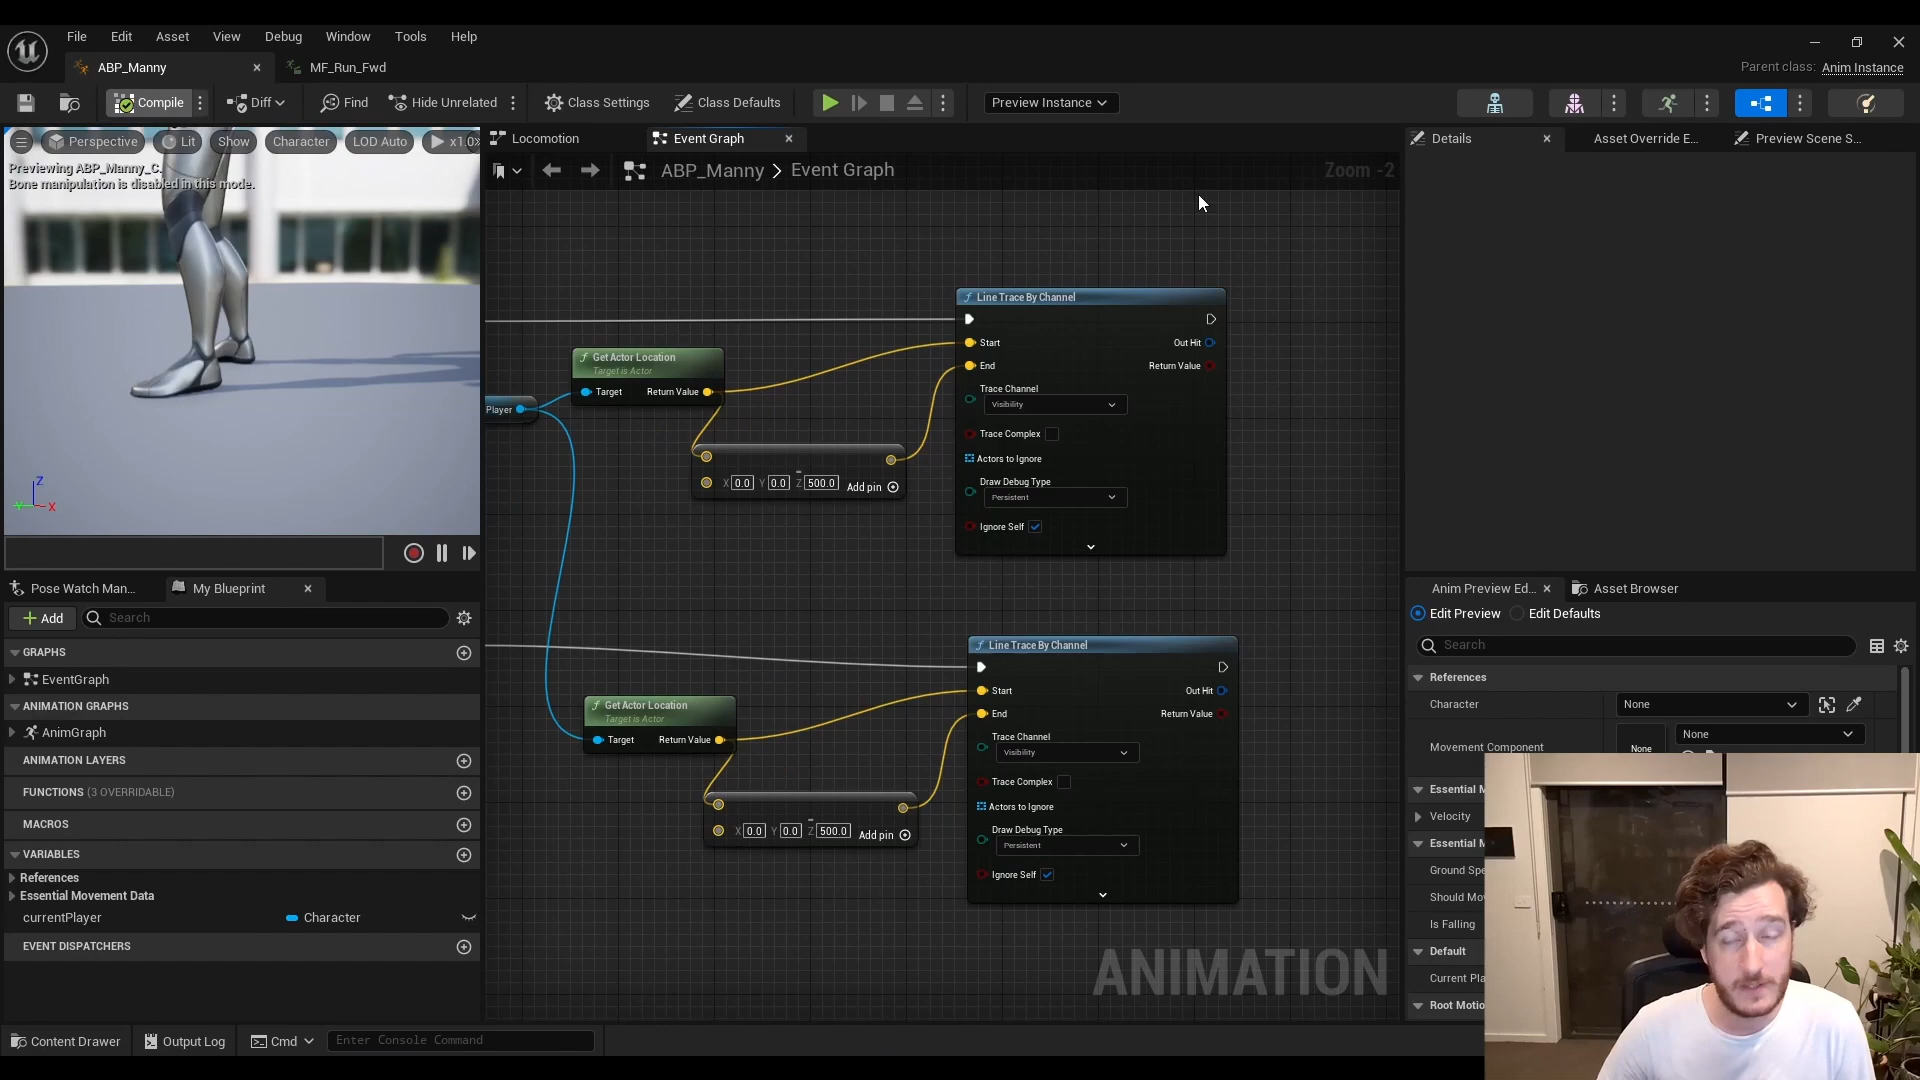 File Edit Asset View Debug Window Tools Help
ABP_Manny
MF_Run_Fwd
Parent class: Anim Instance
Compile
Diff
Find
Hide Unrelated
Class Settings
Class Defaults
Preview Instance
Perspective
Lit
Show
Character
LOD Auto
x1.0
Previewing ABP_Manny_C.
Bone manipulation is disabled in this mode.
Z
Y
X
Locomotion
Event Graph
ABP_Manny > Event Graph
Zoom -2
Player
Get Actor Location
Target is Actor
Target
Return Value
X 0.0 Y 0.0 Z 500.0
Add pin
Line Trace By Channel
Start
Out Hit
End
Return Value
Trace Channel
Visibility
Trace Complex
Actors to Ignore
Draw Debug Type
Persistent
Ignore Self
Get Actor Location
Target is Actor
Target
Return Value
X 0.0 Y 0.0 Z 500.0
Add pin
Line Trace By Channel
Start
Out Hit
End
Return Value
Trace Channel
Visibility
Trace Complex
Actors to Ignore
Draw Debug Type
Persistent
Ignore Self
ANIMATION
Pose Watch Man...
My Blueprint
Add
Search
GRAPHS
EventGraph
ANIMATION GRAPHS
AnimGraph
ANIMATION LAYERS
FUNCTIONS (3 OVERRIDABLE)
MACROS
VARIABLES
References
Essential Movement Data
currentPlayer
Character
EVENT DISPATCHERS
Details
Asset Override E...
Preview Scene S...
Anim Preview Ed...
Asset Browser
Edit Preview
Edit Defaults
Search
References
Character
None
Movement Component
None
None
Essential M
Velocity
Essential M
Ground Spe
Should Mo
Is Falling
Default
Current Pla
Root Motio
Content Drawer
Output Log
Cmd
Enter Console Command